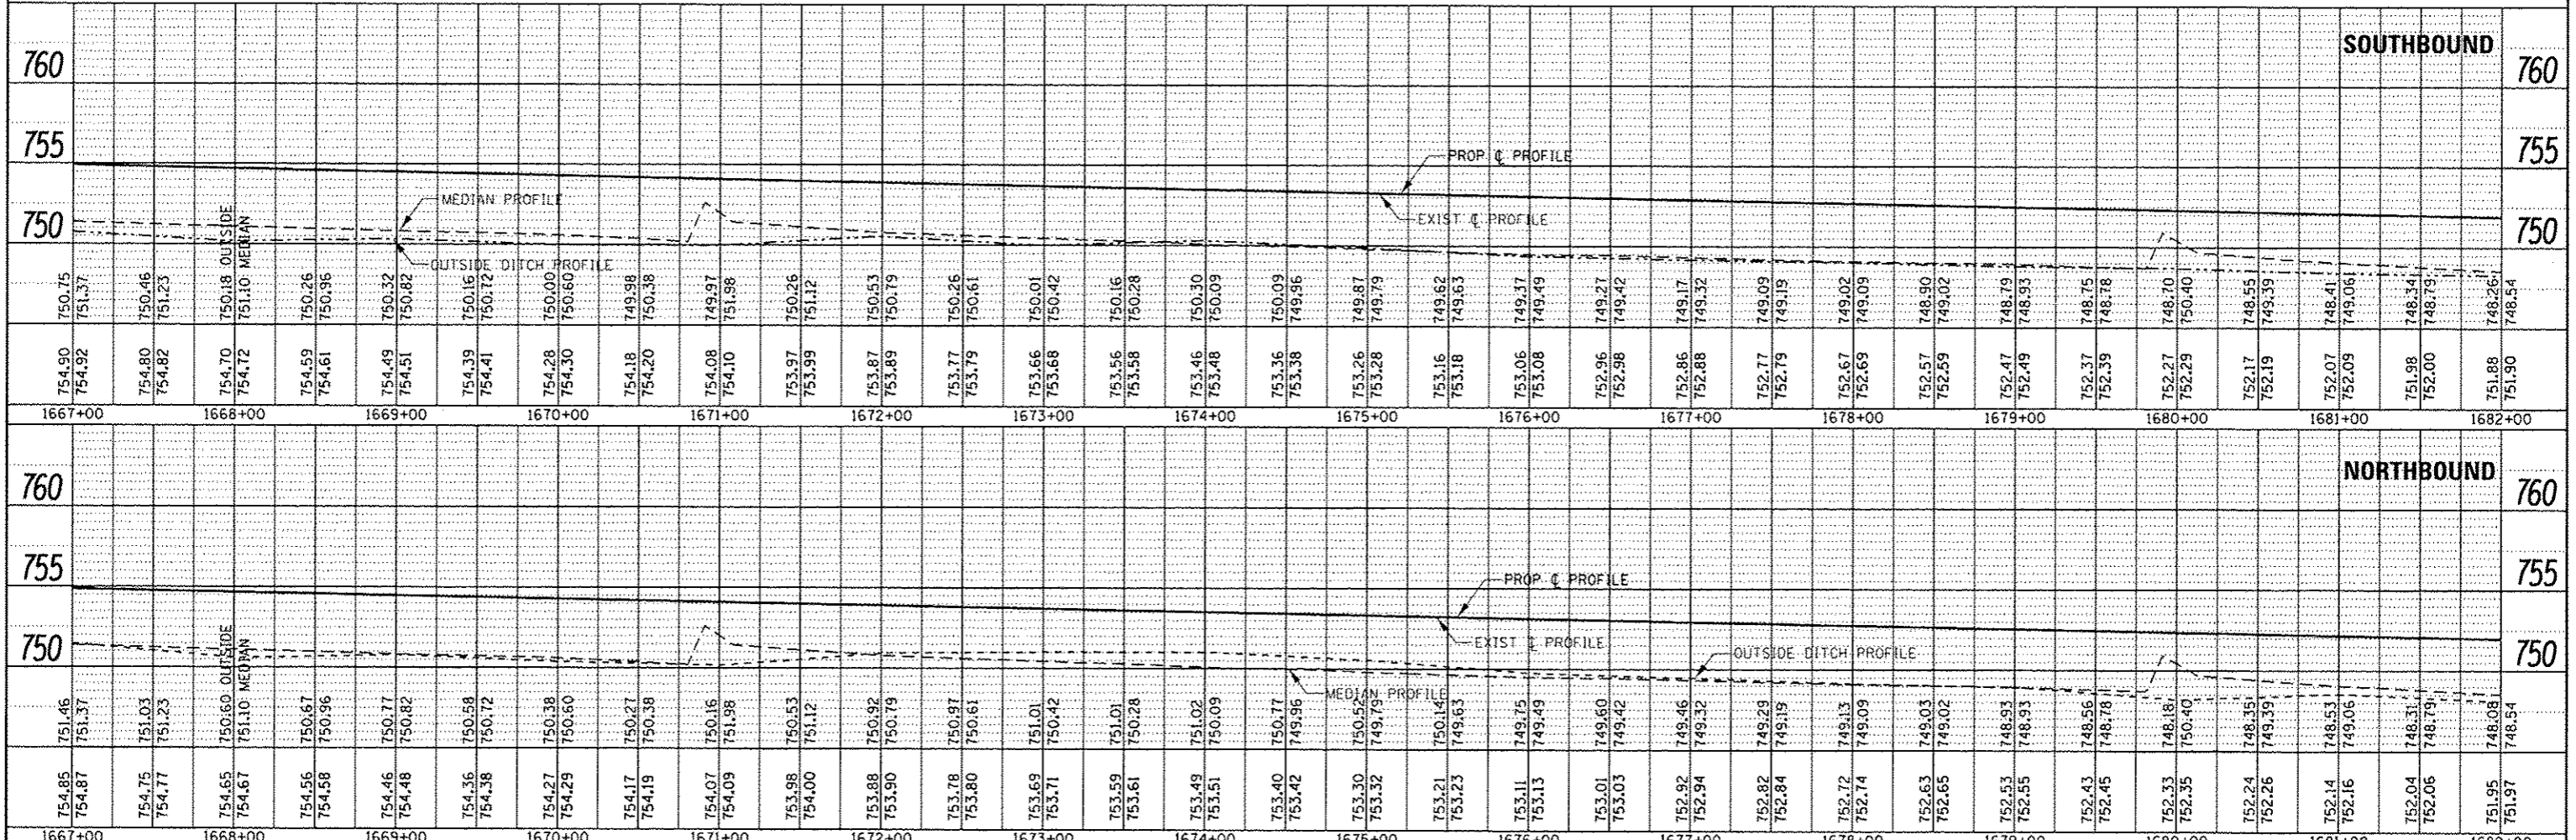 SOUTHBOUND
760 760
755 755
PROP ℄ PROFILE
MEDIAN PROFILE
EXIST ℄ PROFILE
750 750
OUTSIDE DITCH PROFILE
750.75 750.46 750.18 OUTSIDE 750.26 750.32 750.16 750.00 749.98 749.97 750.26 750.53 750.26 750.01 750.16 750.30 750.09 749.87 749.62 749.37 749.27 749.17 749.09 749.02 748.90 748.79 748.75 748.70 748.55 748.41 748.34 748.26
751.37 751.23 751.10 MEDIAN 750.96 750.82 750.72 750.60 750.38 751.98 751.12 750.79 750.61 750.42 750.28 750.09 749.96 749.79 749.63 749.49 749.42 749.32 749.19 749.09 749.02 748.93 748.78 750.40 749.39 749.06 748.79 748.54
754.90 754.80 754.70 754.59 754.49 754.39 754.28 754.18 754.08 753.97 753.87 753.77 753.66 753.56 753.46 753.36 753.26 753.16 753.06 752.96 752.86 752.77 752.67 752.57 752.47 752.37 752.27 752.17 752.07 751.98 751.88
754.92 754.82 754.72 754.61 754.51 754.41 754.30 754.20 754.10 753.99 753.89 753.79 753.68 753.58 753.48 753.38 753.28 753.18 753.08 752.98 752.88 752.79 752.69 752.59 752.49 752.39 752.29 752.19 752.09 752.00 751.90
1667+00 1668+00 1669+00 1670+00 1671+00 1672+00 1673+00 1674+00 1675+00 1676+00 1677+00 1678+00 1679+00 1680+00 1681+00 1682+00
NORTHBOUND
760 760
755 755
PROP ℄ PROFILE
EXIST ℄ PROFILE
750 750
OUTSIDE DITCH PROFILE
MEDIAN PROFILE
751.46 751.03 750.60 OUTSIDE 750.67 750.77 750.58 750.38 750.27 750.16 750.53 750.92 750.97 751.01 751.01 751.02 750.77 750.52 750.14 749.75 749.60 749.46 749.29 749.13 749.03 748.93 748.56 748.18 748.35 748.53 748.31 748.08
751.37 751.23 751.10 MEDIAN 750.96 750.82 750.72 750.60 750.38 751.98 751.12 750.79 750.61 750.42 750.28 750.09 749.96 749.79 749.63 749.49 749.42 749.32 749.19 749.09 749.02 748.93 748.78 750.40 749.39 749.06 748.79 748.54
754.85 754.75 754.65 754.56 754.46 754.36 754.27 754.17 754.07 753.98 753.88 753.78 753.69 753.59 753.49 753.40 753.30 753.21 753.11 753.01 752.92 752.82 752.72 752.63 752.53 752.43 752.33 752.24 752.14 752.04 751.95
754.87 754.77 754.67 754.58 754.48 754.38 754.29 754.19 754.09 754.00 753.90 753.80 753.71 753.61 753.51 753.42 753.32 753.23 753.13 753.03 752.94 752.84 752.74 752.65 752.55 752.45 752.35 752.26 752.16 752.06 751.97
1667+00 1668+00 1669+00 1670+00 1671+00 1672+00 1673+00 1674+00 1675+00 1676+00 1677+00 1678+00 1679+00 1680+00 1681+00 1682+00